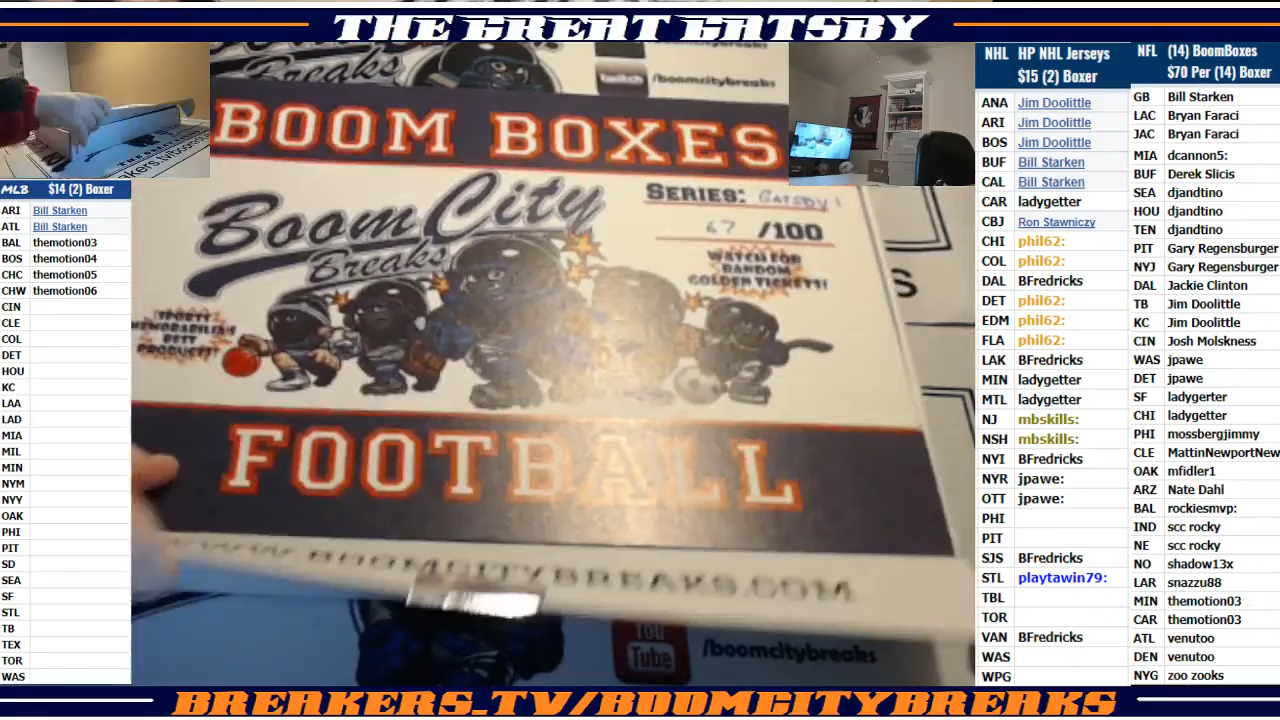 THE GREAT GATSBY
Breaks
twitch
/boomcitybreaks
BOOM BOXES
SERIES: GATSBY
67 /100
Boom City
Breaks
WATCH FOR
RANDOM
GOLDEN TICKETS!
SPORTS
MEMORABILIA'S
BEST
PRODUCT!
FOOTBALL
WWW.BOOMCITYBREAKS.COM
You
Tube
/boomcitybreaks
MLB $14 (2) Boxer
ARI Bill Starken
ATL Bill Starken
BAL themotion03
BOS themotion04
CHC themotion05
CHW themotion06
CIN
CLE
COL
DET
HOU
KC
LAA
LAD
MIA
MIL
MIN
NYM
NYY
OAK
PHI
PIT
SD
SEA
SF
STL
TB
TEX
TOR
WAS
NHL HP NHL Jerseys
$15 (2) Boxer
ANA Jim Doolittle
ARI Jim Doolittle
BOS Jim Doolittle
BUF Bill Starken
CAL Bill Starken
CAR ladygetter
CBJ Ron Stawniczy
CHI phil62:
COL phil62:
DAL BFredricks
DET phil62:
EDM phil62:
FLA phil62:
LAK BFredricks
MIN ladygetter
MTL ladygetter
NJ mbskills:
NSH mbskills:
NYI BFredricks
NYR jpawe:
OTT jpawe:
PHI
PIT
SJS BFredricks
STL playtawin79:
TBL
TOR
VAN BFredricks
WAS
WPG
NFL (14) BoomBoxes
$70 Per (14) Boxer
GB Bill Starken
LAC Bryan Faraci
JAC Bryan Faraci
MIA dcannon5:
BUF Derek Slicis
SEA djandtino
HOU djandtino
TEN djandtino
PIT Gary Regensburger
NYJ Gary Regensburger
DAL Jackie Clinton
TB Jim Doolittle
KC Jim Doolittle
CIN Josh Molskness
WAS jpawe
DET jpawe
SF ladygerter
CHI ladygetter
PHI mossbergjimmy
CLE MattinNewportNew
OAK mfidler1
ARZ Nate Dahl
BAL rockiesmvp:
IND scc rocky
NE scc rocky
NO shadow13x
LAR snazzu88
MIN themotion03
CAR themotion03
ATL venutoo
DEN venutoo
NYG zoo zooks
BREAKERS.TV/BOOMCITYBREAKS